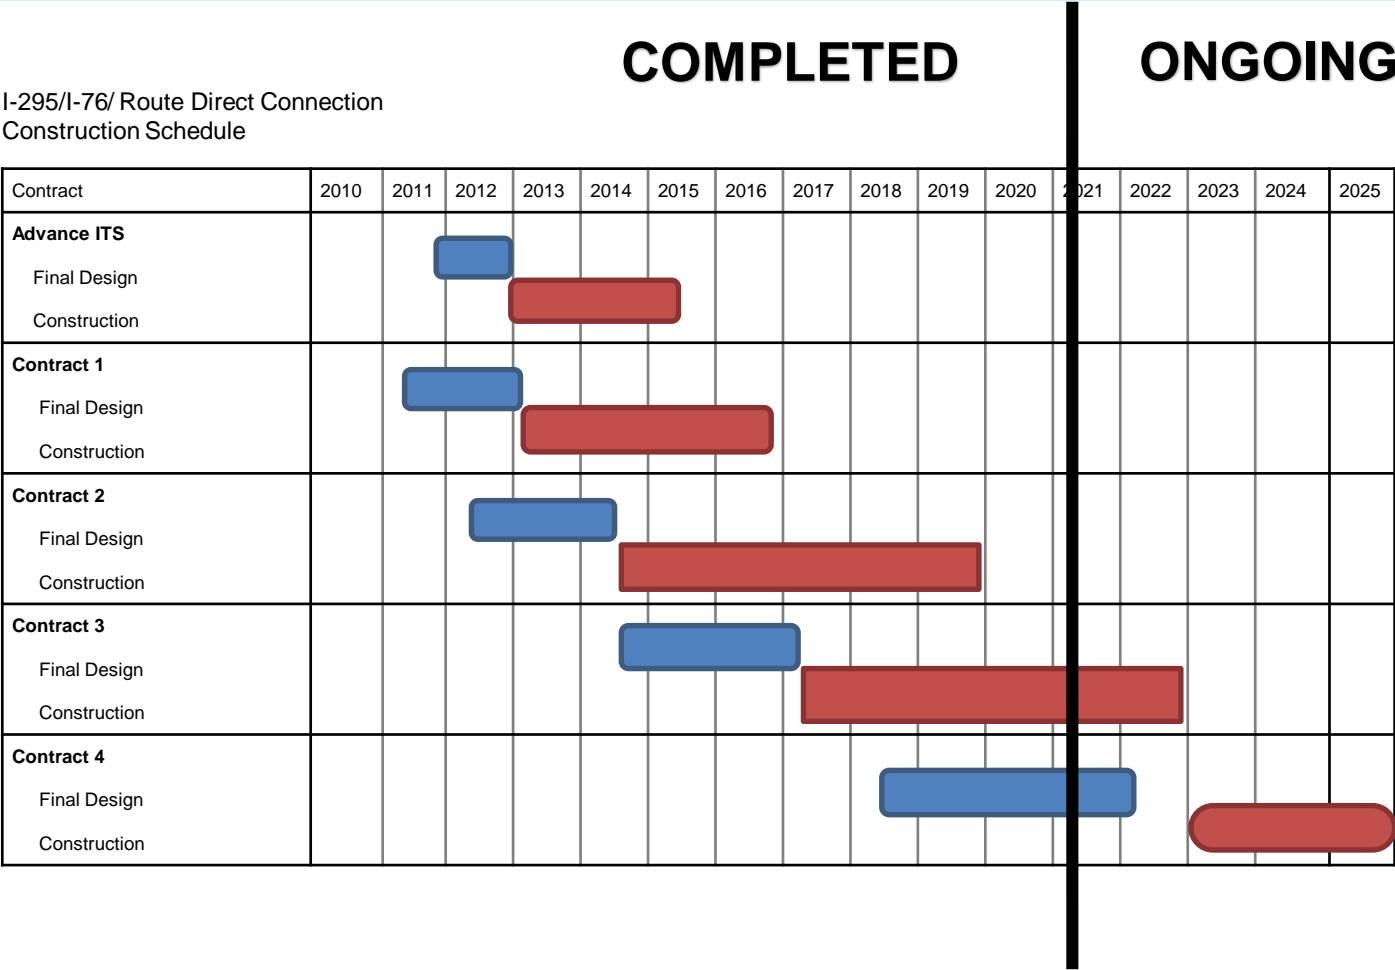 COMPLETED ONGOING
I-295/I-76/ Route Direct Connection
Construction Schedule
Contract 2010 2011 2012 2013 2014 2015 2016 2017 2018 2019 2020 2021 2022 2023 2024 2025
Advance ITS
Final Design
Construction
Contract 1
Final Design
Construction
Contract 2
Final Design
Construction
Contract 3
Final Design
Construction
Contract 4
Final Design
Construction